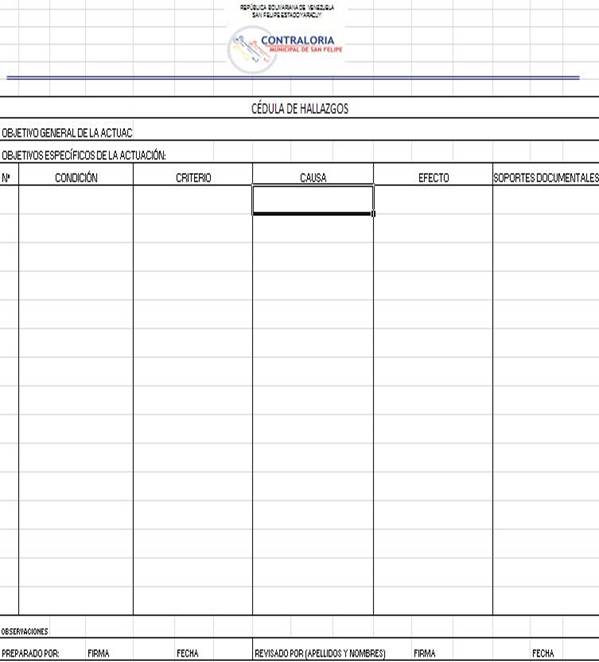 REPÚBLICA BOLIVARIANA DE VENEZUELA
SAN FELIPE ESTADO YARACUY
CONTRALORIA
MUNICIPAL DE SAN FELIPE
CÉDULA DE HALLAZGOS
OBJETIVO GENERAL DE LA ACTUAC
OBJETIVOS ESPECÍFICOS DE LA ACTUACIÓN:
Nº CONDICIÓN CRITERIO CAUSA EFECTO SOPORTES DOCUMENTALES
OBSERVACIONES
PREPARADO POR: FIRMA FECHA REVISADO POR (APELLIDOS Y NOMBRES) FIRMA FECHA